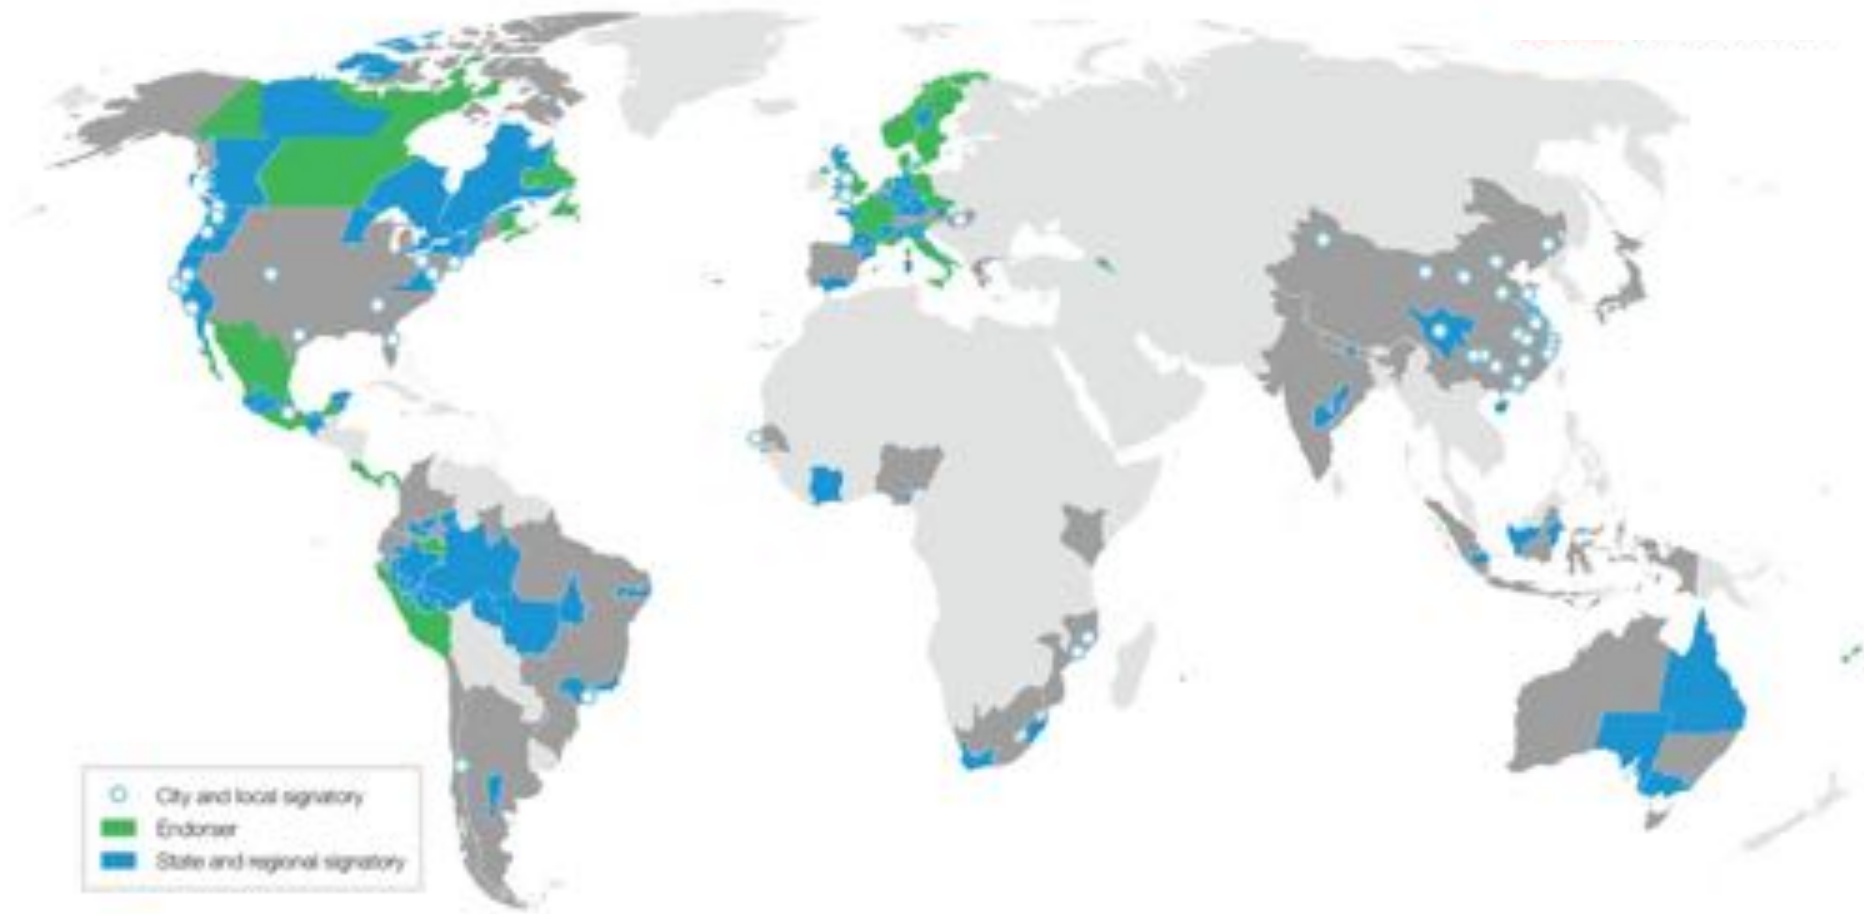 City and local signatory
Endorser
State and regional signatory